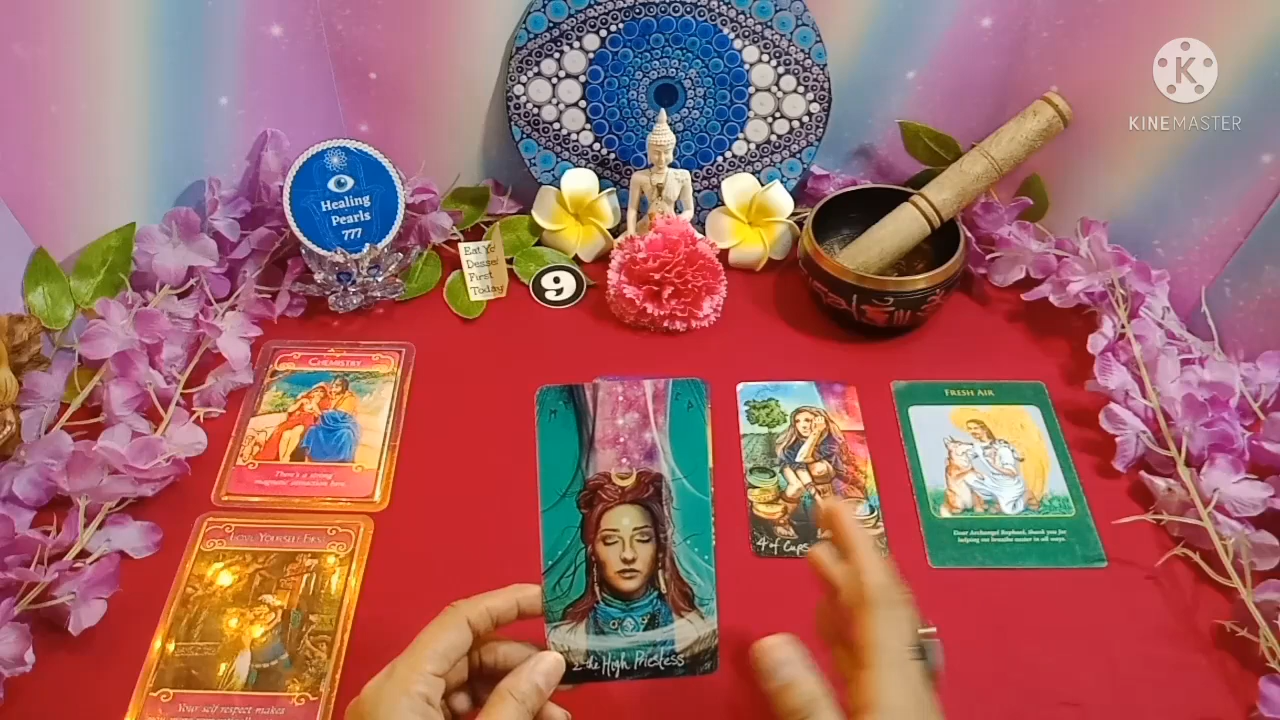 KINEMASTER
Healing
Pearls
777
Eat Yo
Desser
First
Today
9
CHEMISTRY
There's a strong
magnetic attraction here.
LOVE YOURSELF FIRST
Your self respect makes
2 the High Priestess
4 of Cups
FRESH AIR
Dear Archangel Raphael, thank you for
helping me breathe easier in all ways.